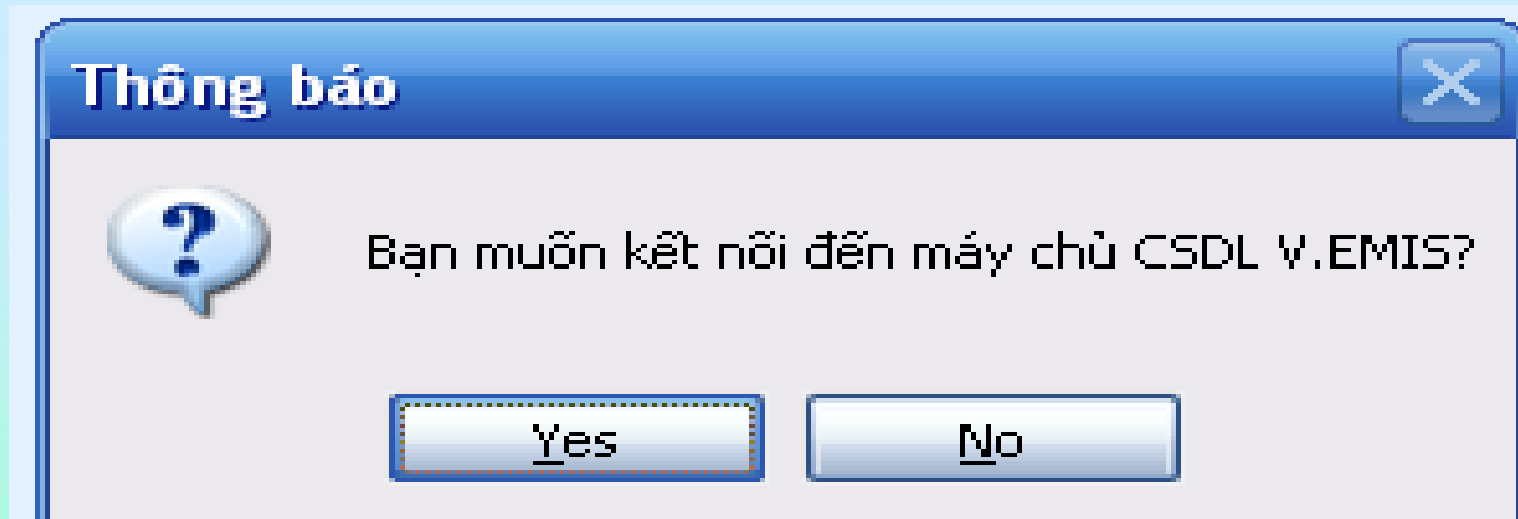 Thông báo
Bạn muốn kết nối đến máy chủ CSDL V.EMIS?
Yes
No